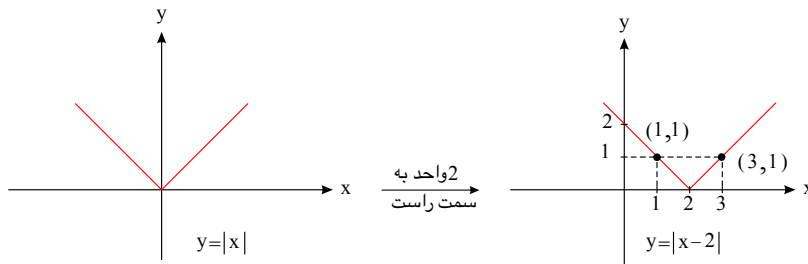 y
x
y=|x|
2واحد به
سمت راست
y
2
(1,1)
1
(3,1)
x
1 2 3
y=|x-2|